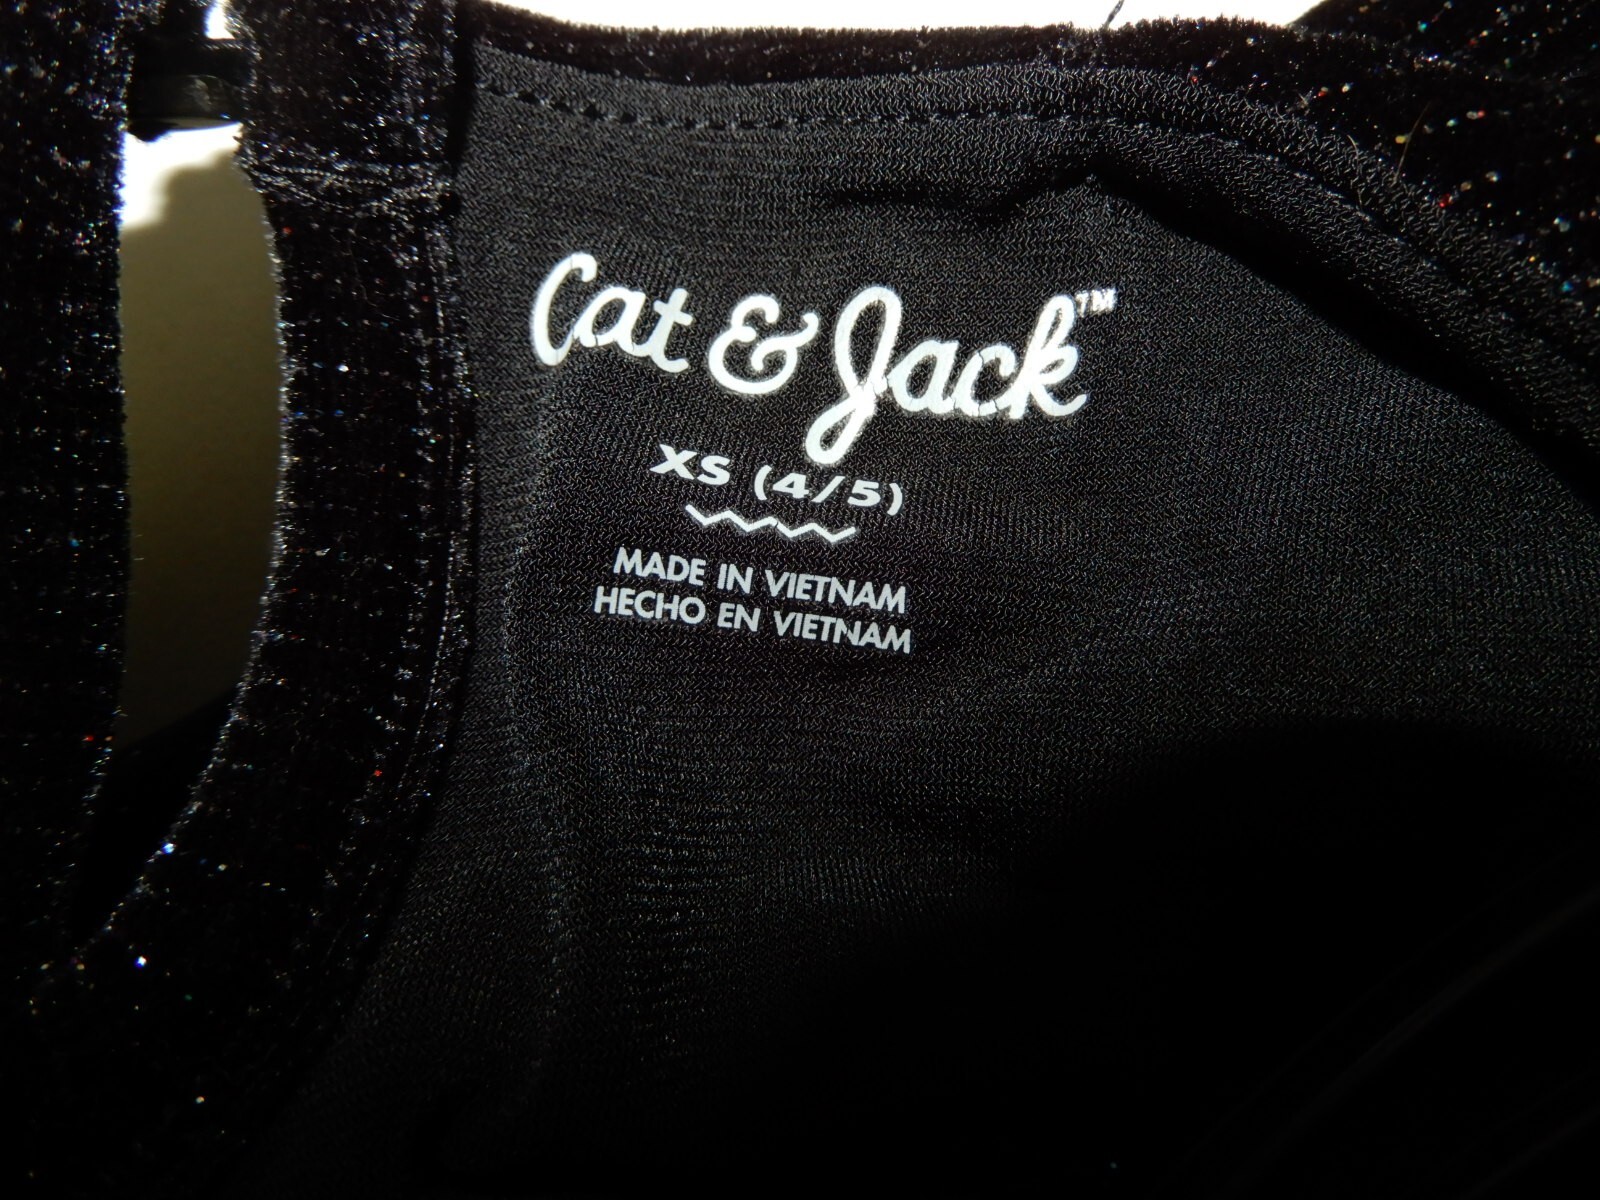 Cat & Jack™
XS (4/5)
MADE IN VIETNAM
HECHO EN VIETNAM